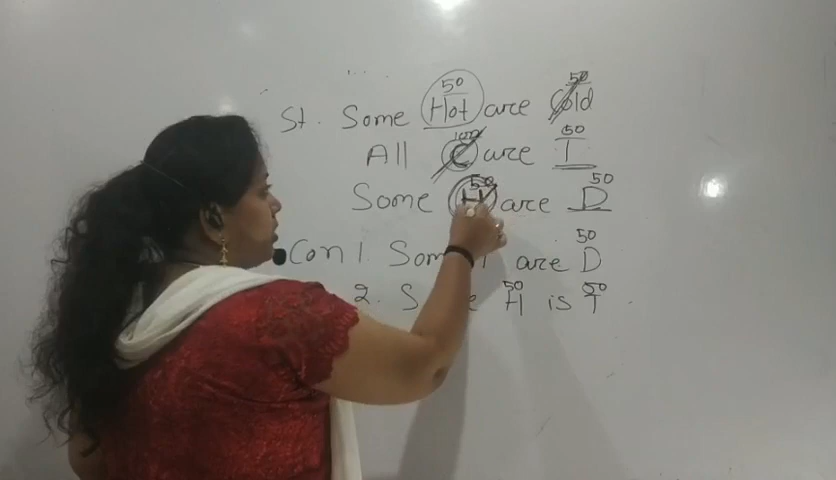 50 50
St. Some Hot are Cold
100 50
All C are T
50 50
Some H are D
50
Con 1. Som are D
50 50
2. S e H is T